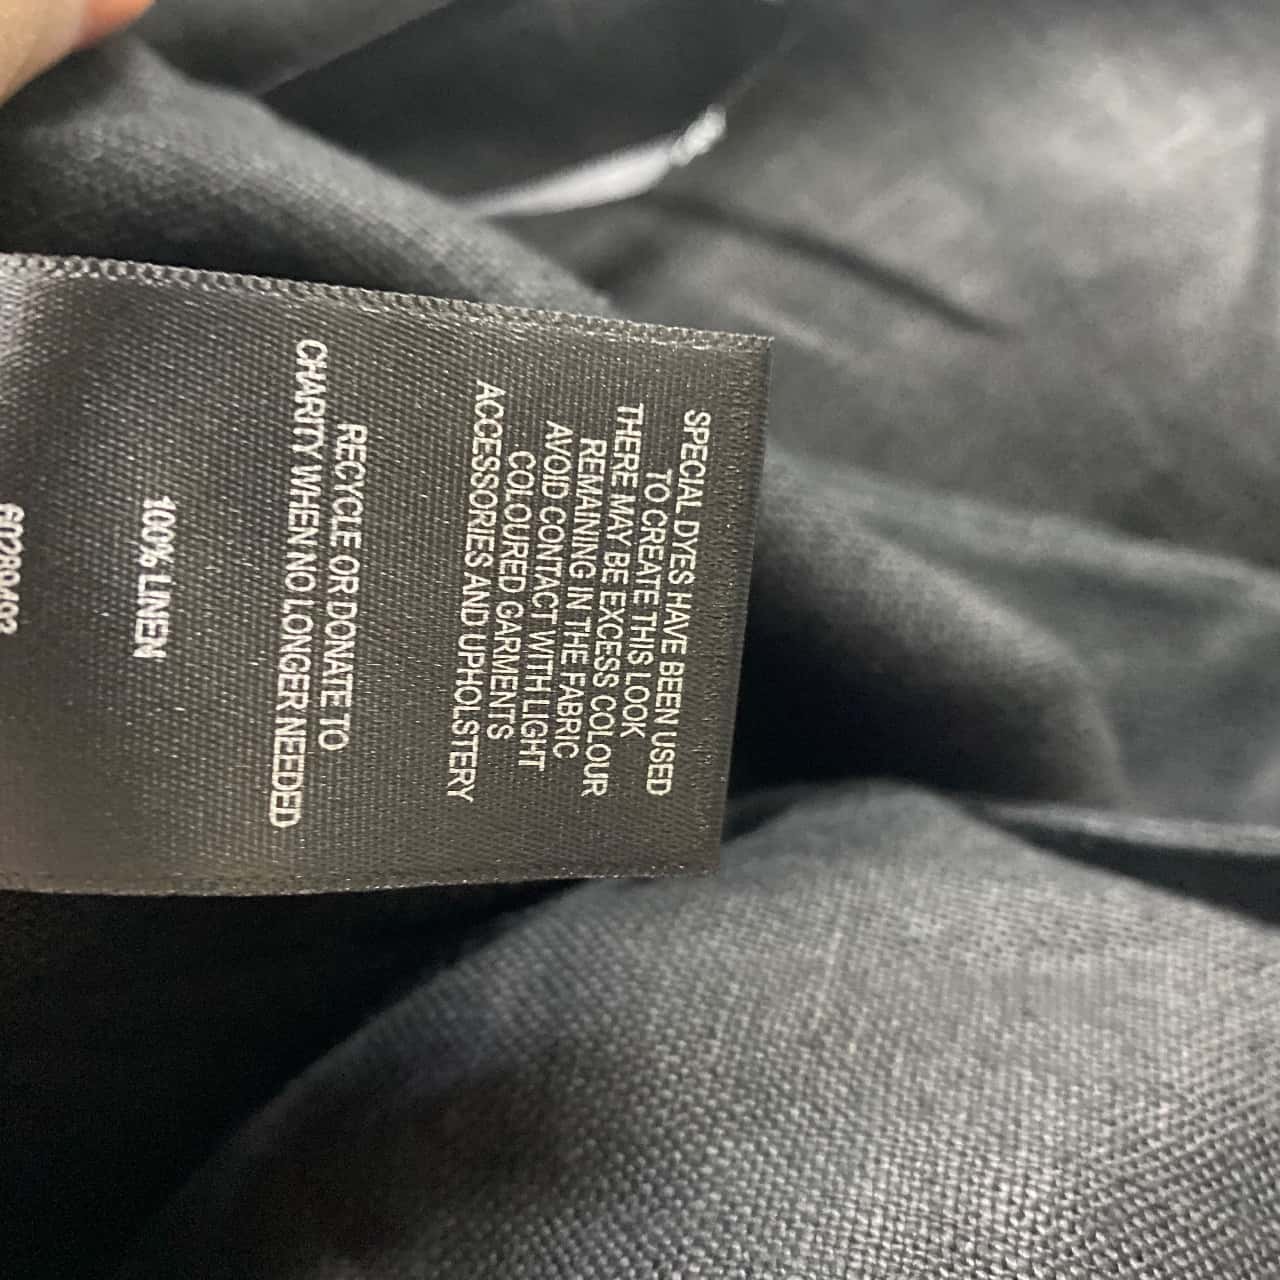 SPECIAL DYES HAVE BEEN USED
TO CREATE THIS LOOK
THERE MAY BE EXCESS COLOUR
REMAINING IN THE FABRIC
AVOID CONTACT WITH LIGHT
COLOURED GARMENTS
ACCESSORIES AND UPHOLSTERY
RECYCLE OR DONATE TO
CHARITY WHEN NO LONGER NEEDED
100% LINEN